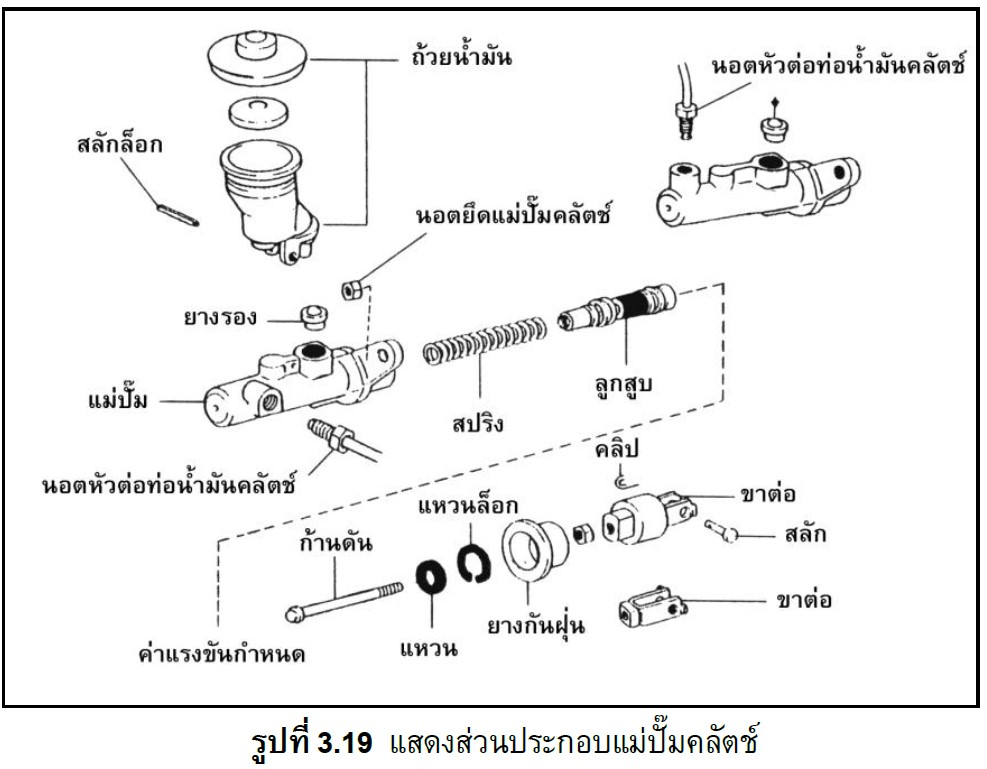 ถ้วยน้ำมัน
นอตหัวต่อท่อน้ำมันคลัตช์
สลักล็อก
นอตยึดแม่ปั๊มคลัตช์
ยางรอง
ลูกสูบ
แม่ปั๊ม
สปริง
คลิป
นอตหัวต่อท่อน้ำมันคลัตช์
ขาต่อ
แหวนล็อก
สลัก
ก้านดัน
ขาต่อ
ยางกันฝุ่น
แหวน
ค่าแรงขันกำหนด
รูปที่ 3.19 แสดงส่วนประกอบแม่ปั๊มคลัตช์